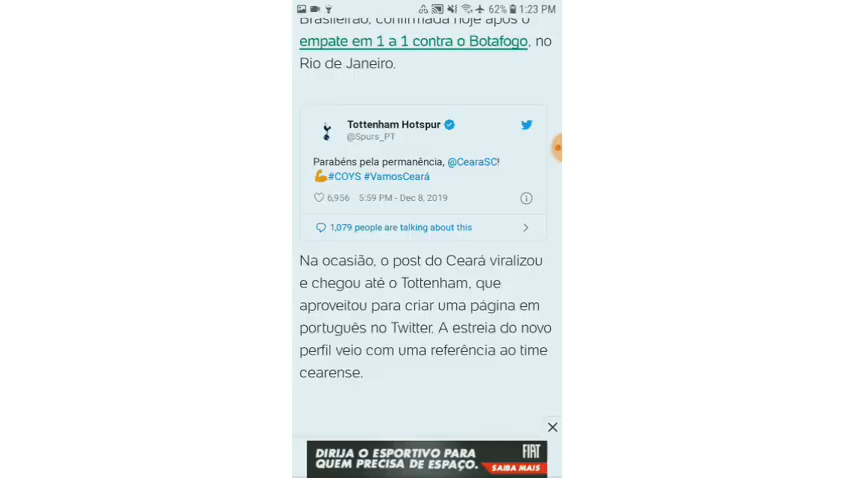 62% 1:23 PM
Brasileirão, confirmada hoje após o
empate em 1 a 1 contra o Botafogo, no
Rio de Janeiro.
Tottenham Hotspur
@Spurs_PT
Parabéns pela permanência, @CearaSC!
💪#COYS #VamosCeará
6,956 5:59 PM - Dec 8, 2019
1,079 people are talking about this
Na ocasião, o post do Ceará viralizou
e chegou até o Tottenham, que
aproveitou para criar uma página em
português no Twitter. A estreia do novo
perfil veio com uma referência ao time
cearense.
DIRIJA O ESPORTIVO PARA
QUEM PRECISA DE ESPAÇO.
FIAT
SAIBA MAIS